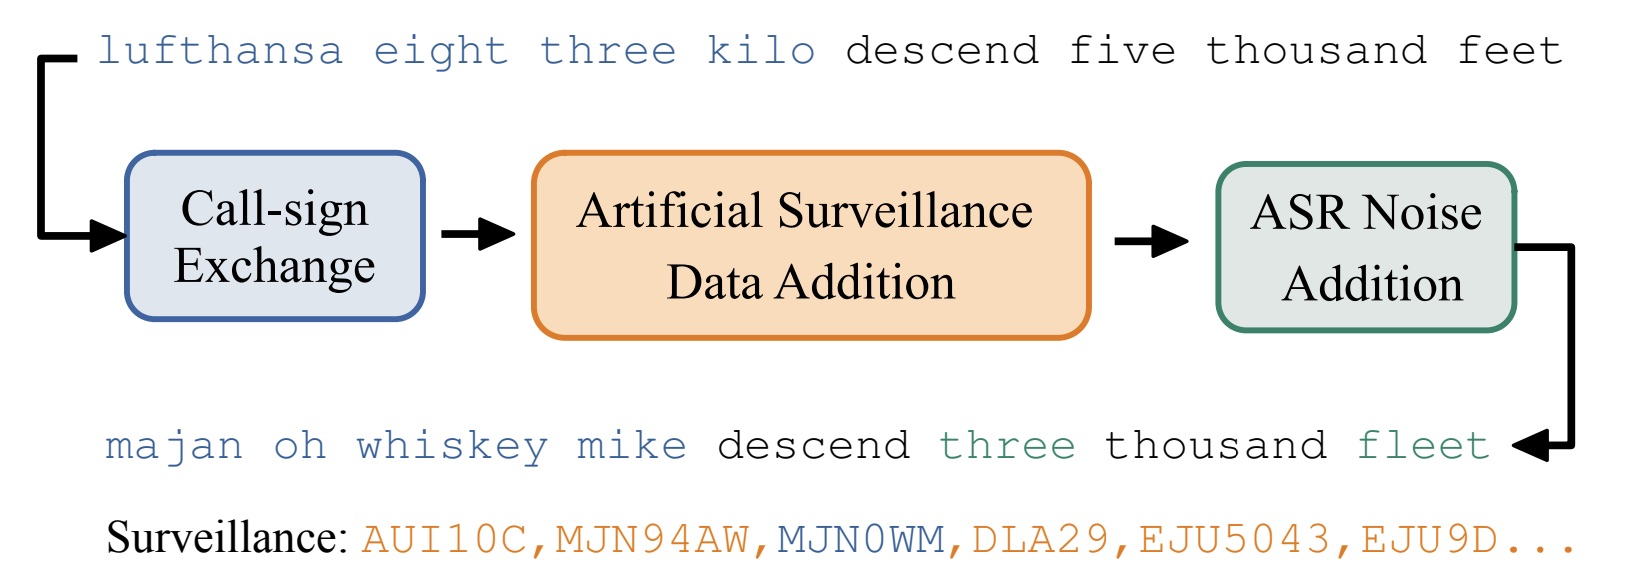 lufthansa eight three kilo descend five thousand feet
Call-sign
Exchange
Artificial Surveillance
Data Addition
ASR Noise
Addition
majan oh whiskey mike descend three thousand fleet
Surveillance: AUI10C,MJN94AW,MJN0WM,DLA29,EJU5043,EJU9D...